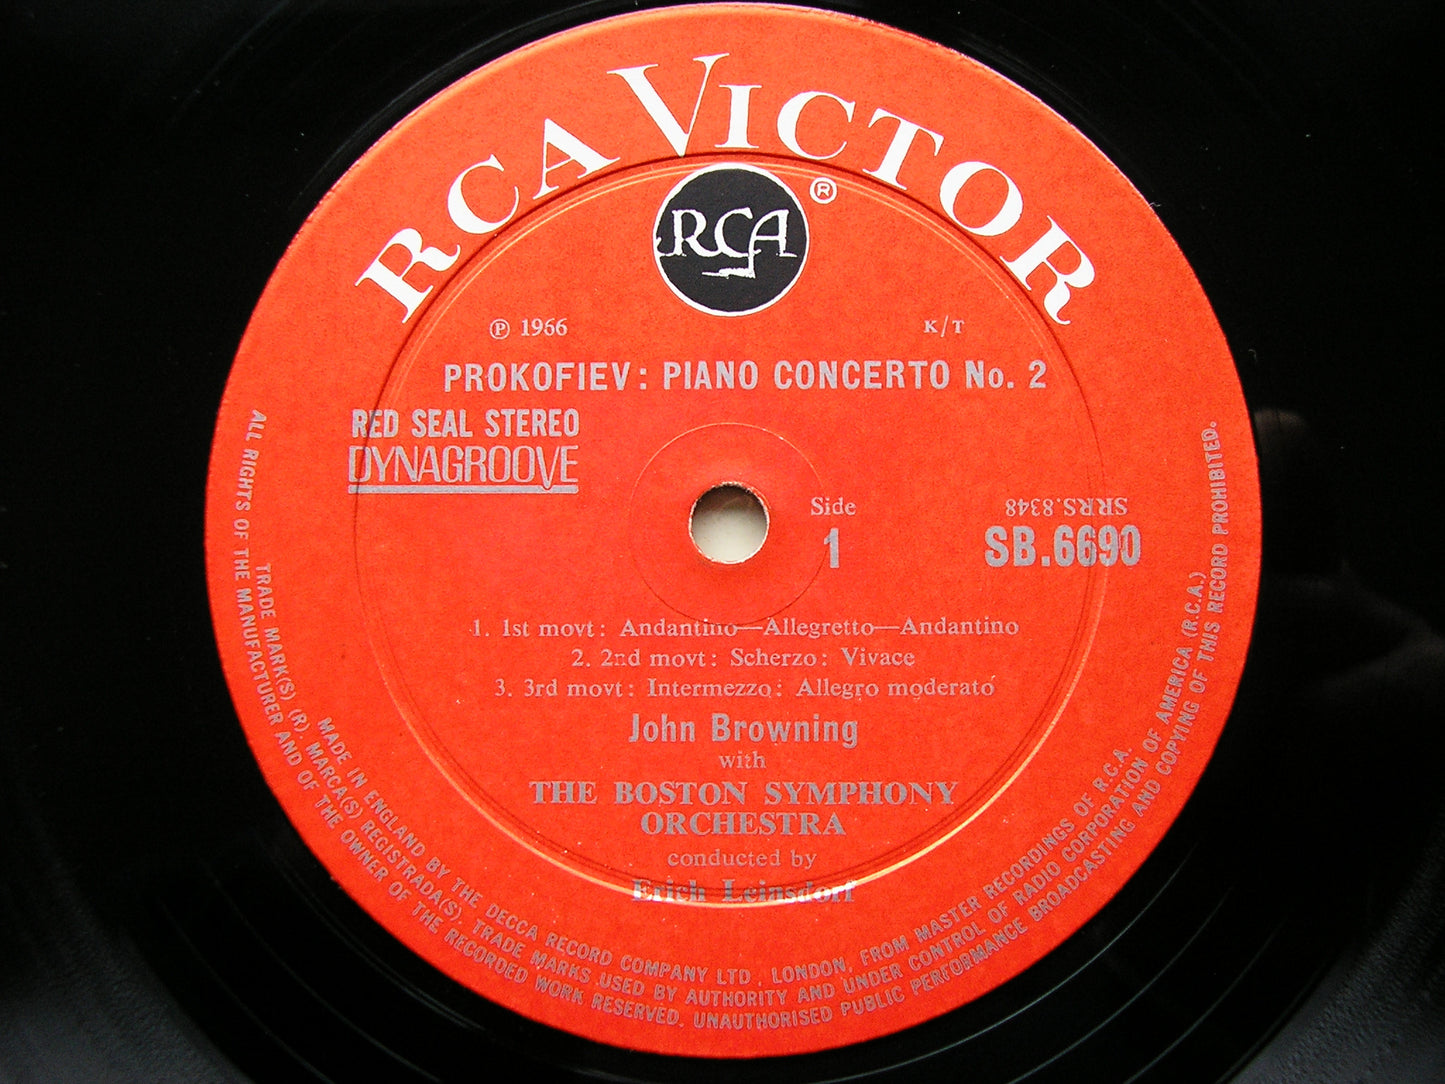 RCA VICTOR
RCA ®
℗ 1966
K/T
PROKOFIEV: PIANO CONCERTO No. 2
RED SEAL STEREO
DYNAGROOVE
Side
1
SRRS.8348
SB.6690
1. 1st movt: Andantino—Allegretto—Andantino
2. 2nd movt: Scherzo: Vivace
3. 3rd movt: Intermezzo: Allegro moderato
John Browning
with
THE BOSTON SYMPHONY
ORCHESTRA
conducted by
Erich Leinsdorf
MADE IN ENGLAND BY THE DECCA RECORD COMPANY LTD., LONDON, FROM MASTER RECORDINGS OF R.C.A.
TRADE MARK(S) (R). MARCA(S) REGISTRADA(S). TRADE MARKS USED BY AUTHORITY AND UNDER CONTROL OF RADIO CORPORATION OF AMERICA (R.C.A.)
ALL RIGHTS OF THE MANUFACTURER AND OF THE OWNER OF THE RECORDED WORK RESERVED. UNAUTHORISED PUBLIC PERFORMANCE BROADCASTING AND COPYING OF THIS RECORD PROHIBITED.